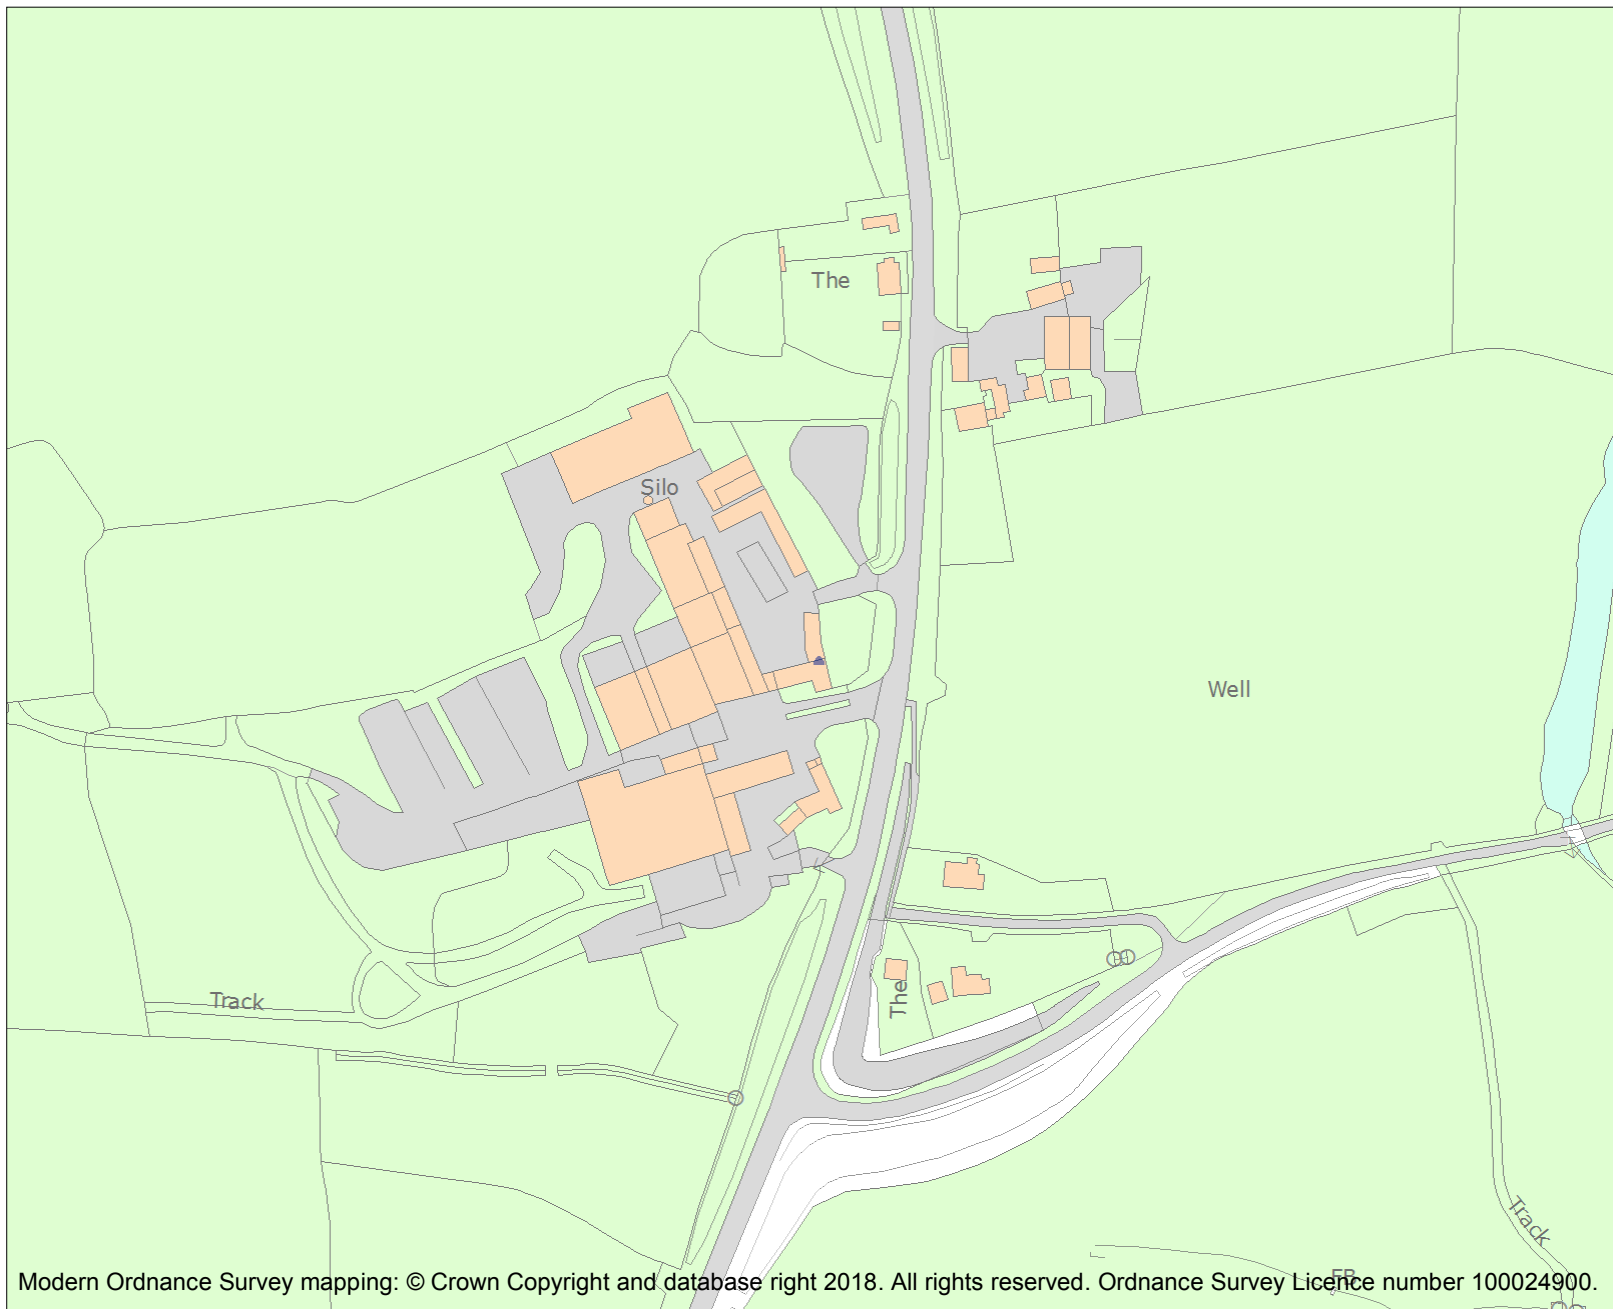 The
Silo
Well
Track
The
Track
FB
Modern Ordnance Survey mapping: © Crown Copyright and database right 2018. All rights reserved. Ordnance Survey Licence number 100024900.